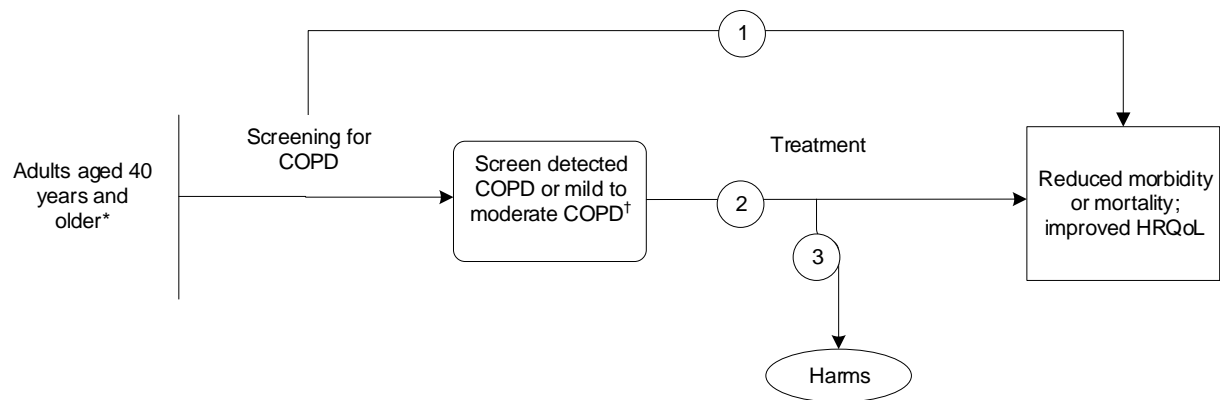 1
Screening for
COPD
Treatment
Adults aged 40
years and
older*
Screen detected
COPD or mild to
moderate COPD†
2
3
Reduced morbidity
or mortality;
improved HRQoL
Harms